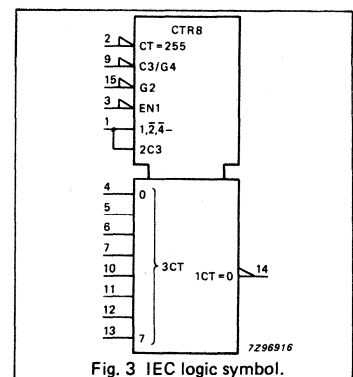 CTR8
2 CT=255
9 C3/G4
15 G2
3 EN1
1 1,2̅,4̅−
2C3
4 0
5
6
7 3CT
10 1CT=0 14
11
12
13 7
7Z96916
Fig. 3 IEC logic symbol.